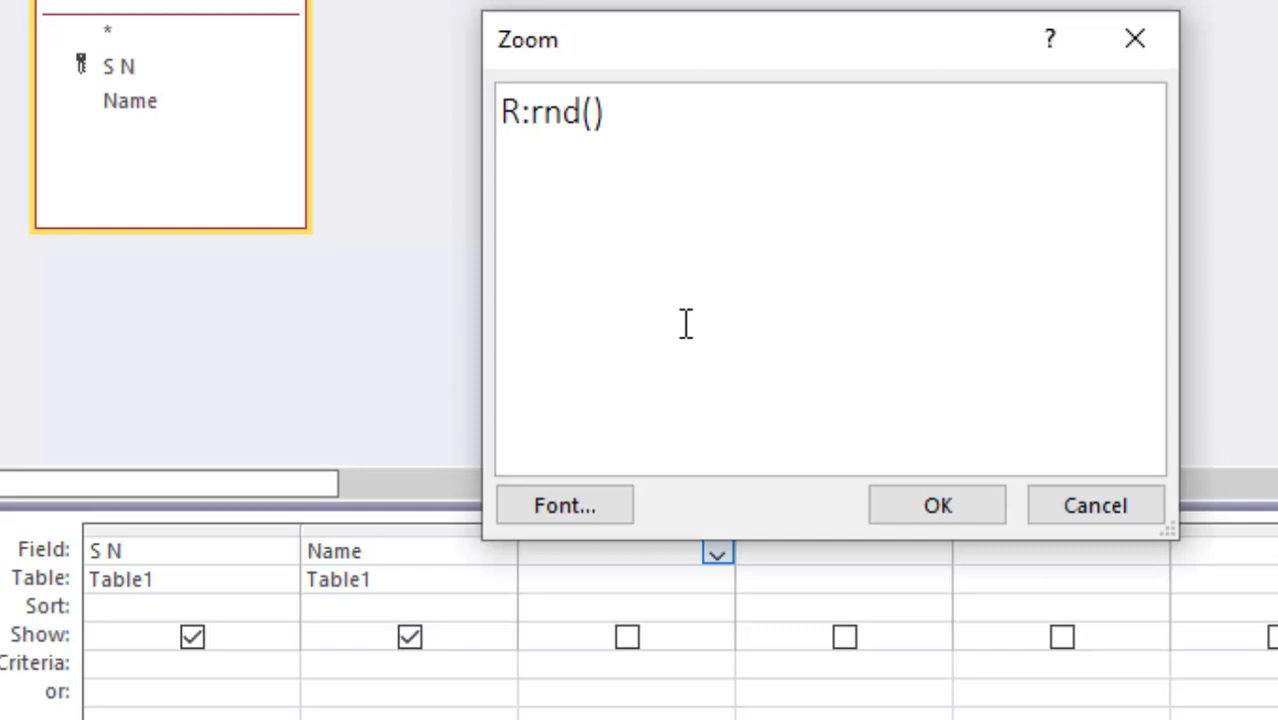 *
S N
Name
Zoom
?
R:rnd()
Font...
OK
Cancel
Field: S N Name
Table: Table1 Table1
Sort:
Show:
Criteria:
or: